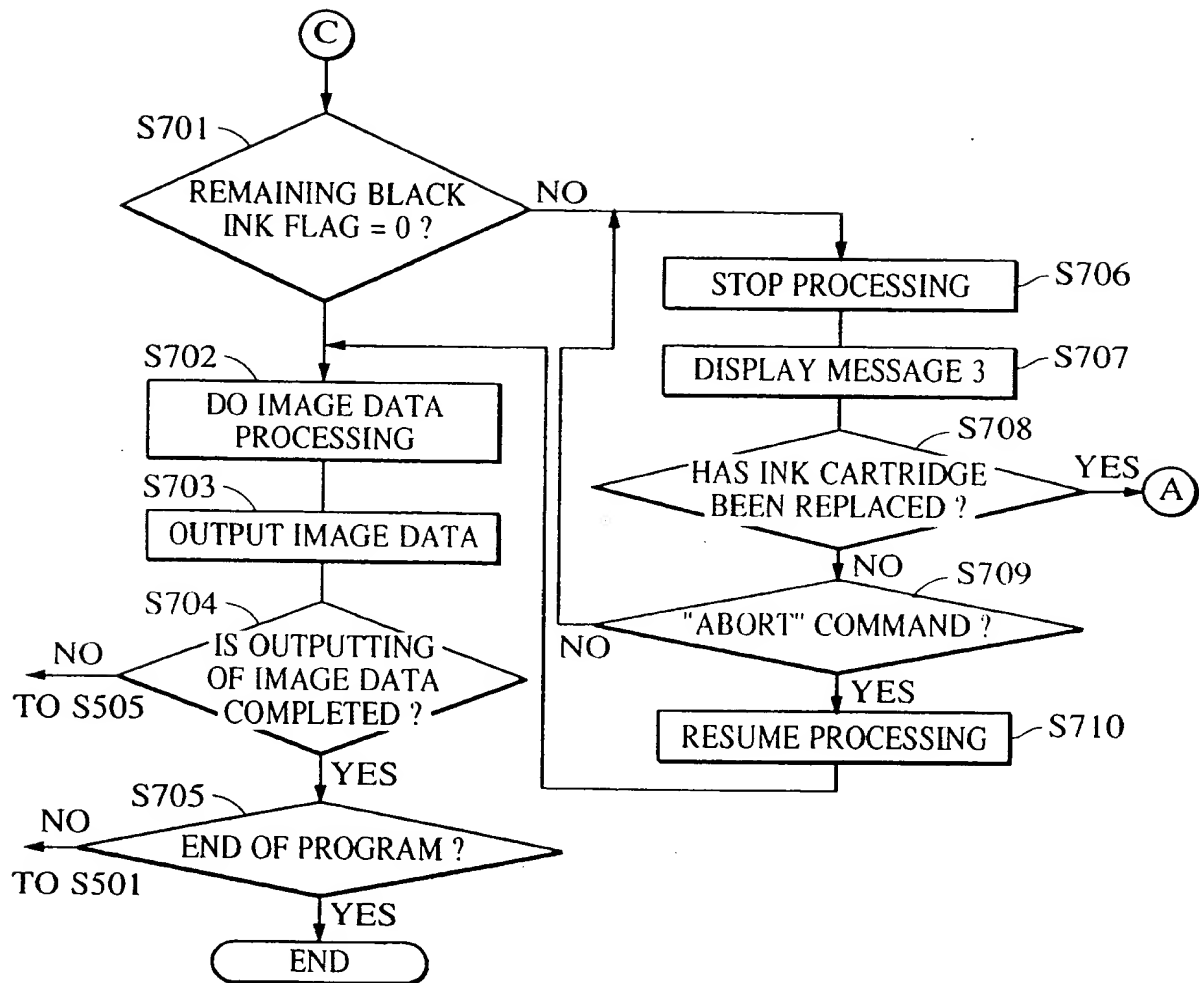 C
S701
REMAINING BLACK
INK FLAG = 0 ?
NO
S702
DO IMAGE DATA
PROCESSING
S703
OUTPUT IMAGE DATA
S704
IS OUTPUTTING
OF IMAGE DATA
COMPLETED ?
NO
TO S505
YES
S705
END OF PROGRAM ?
NO
TO S501
YES
END
STOP PROCESSING
S706
DISPLAY MESSAGE 3
S707
S708
HAS INK CARTRIDGE
BEEN REPLACED ?
YES
A
NO
S709
"ABORT" COMMAND ?
NO
YES
RESUME PROCESSING
S710